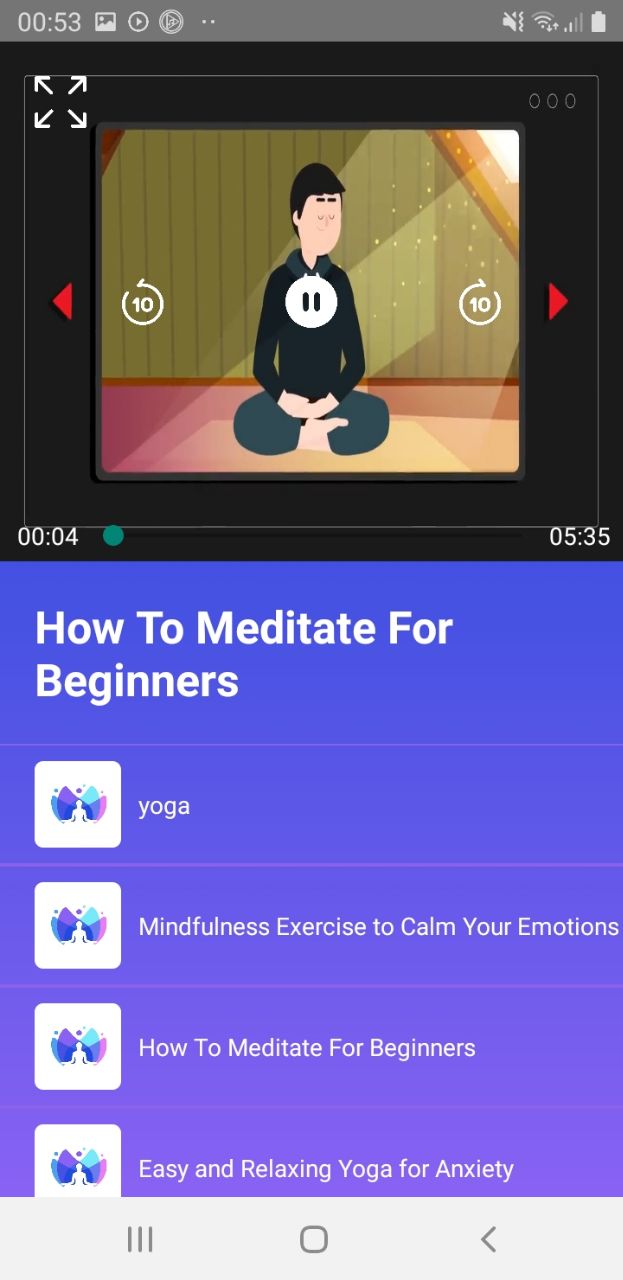 00:53
10
10
00:04
05:35
How To Meditate For
Beginners
yoga
Mindfulness Exercise to Calm Your Emotions
How To Meditate For Beginners
Easy and Relaxing Yoga for Anxiety